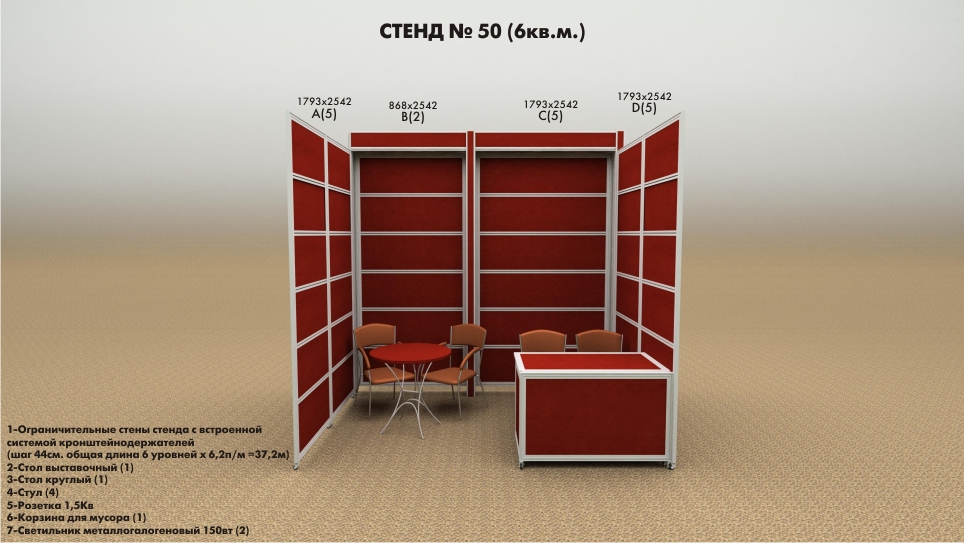 СТЕНД № 50 (6кв.м.)
1793x2542
A(5)
868x2542
B(2)
1793x2542
C(5)
1793x2542
D(5)
1-Ограничительные стены стенда с встроенной
системой кронштейнодержателей
(шаг 44см. общая длина 6 уровней х 6,2п/м =37,2м)
2-Стол выставочный (1)
3-Стол круглый (1)
4-Стул (4)
5-Розетка 1,5Кв
6-Корзина для мусора (1)
7-Светильник металлогалогеновый 150вт (2)